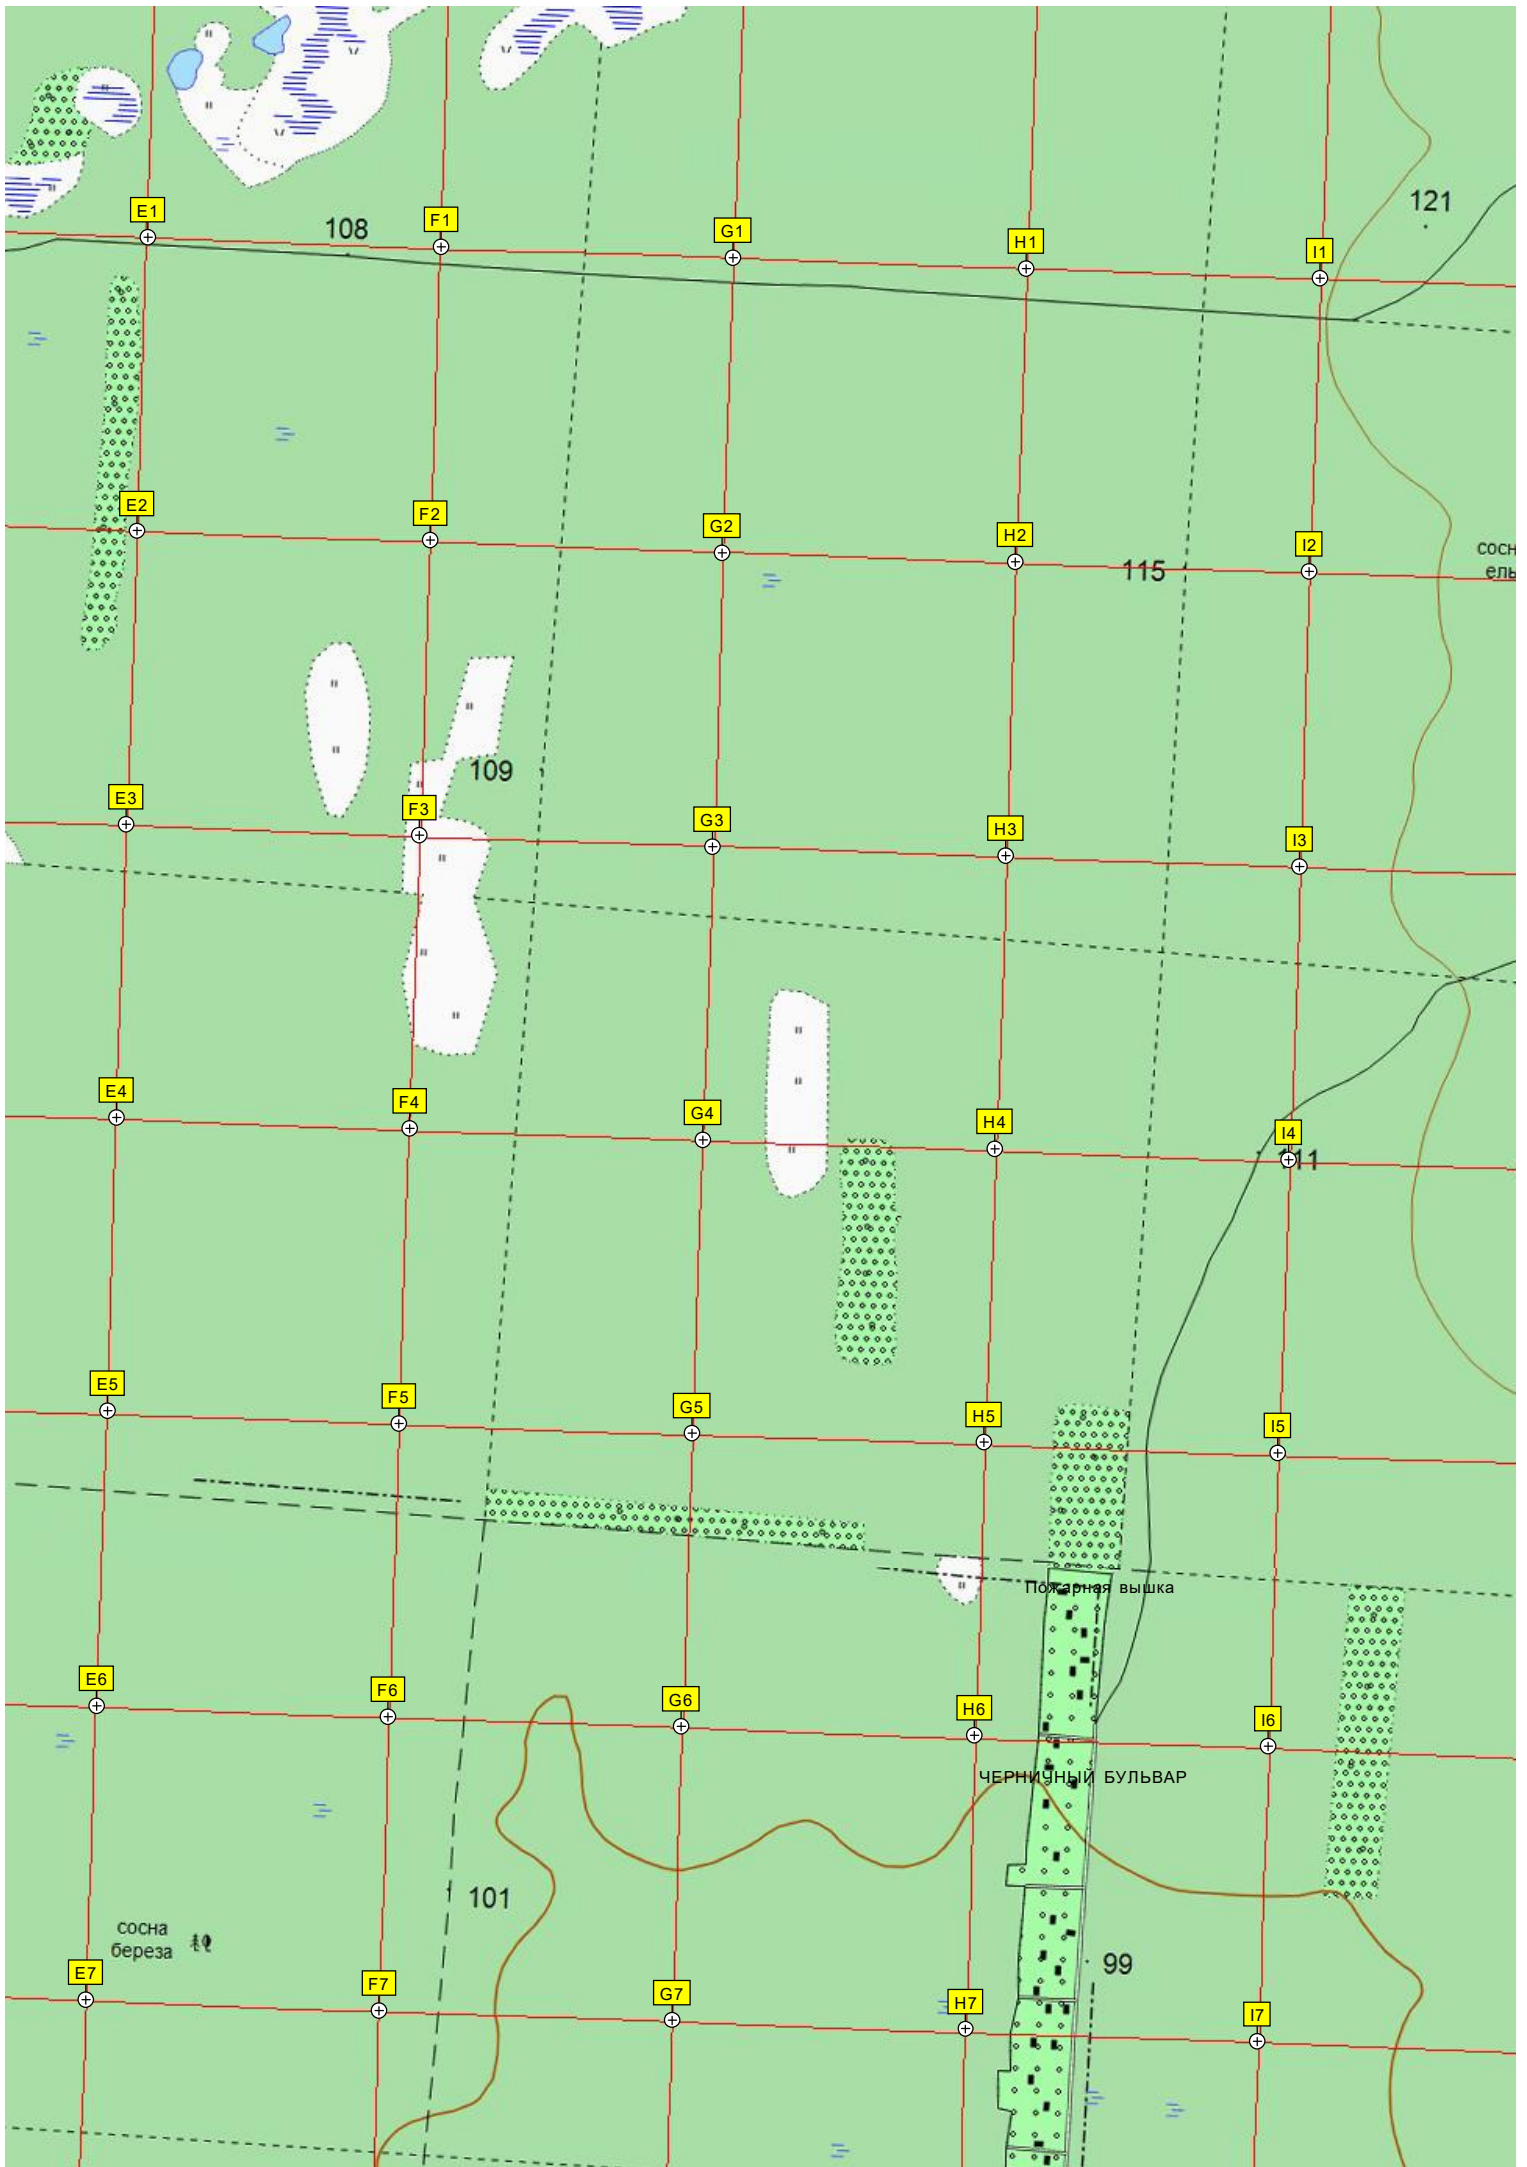 121
E1
108
F1
G1
H1
I1
E2
F2
G2
H2
I2
115
сосн
ель
109
E3
F3
G3
H3
I3
E4
F4
G4
H4
I4
111
E5
F5
G5
H5
I5
Пожарная вышка
E6
F6
G6
H6
I6
ЧЕРНИЧНЫЙ БУЛЬВАР
101
сосна
береза
99
E7
F7
G7
H7
I7